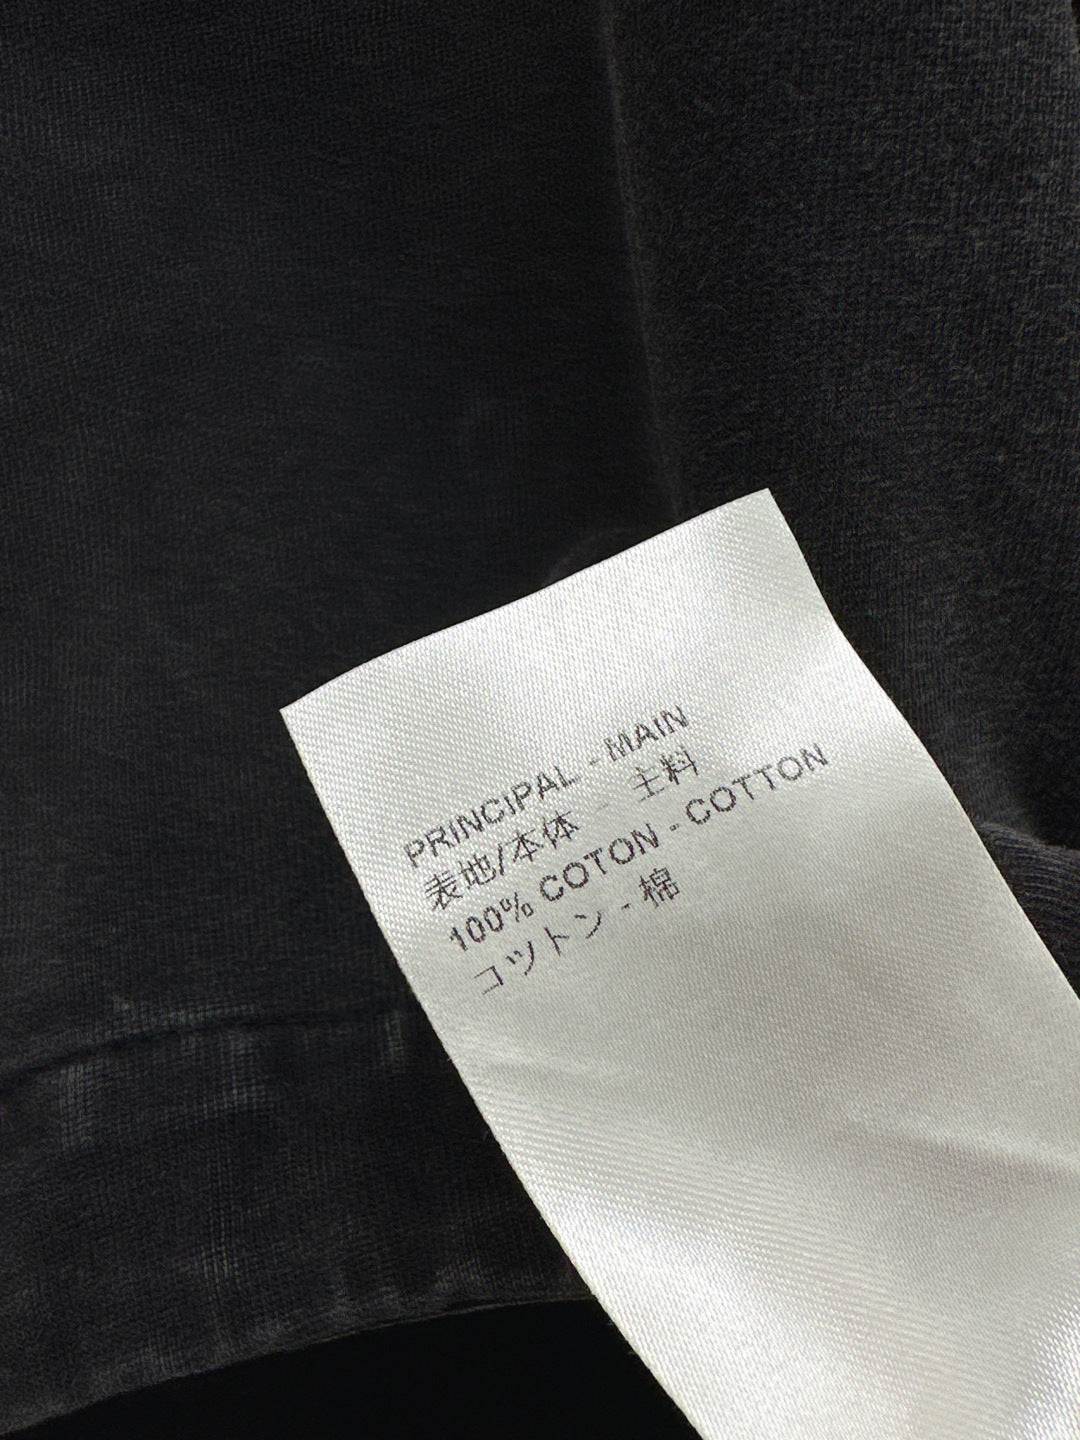 PRINCIPAL - MAIN
表地/本体 - 主料
100% COTON - COTTON
コットン - 棉